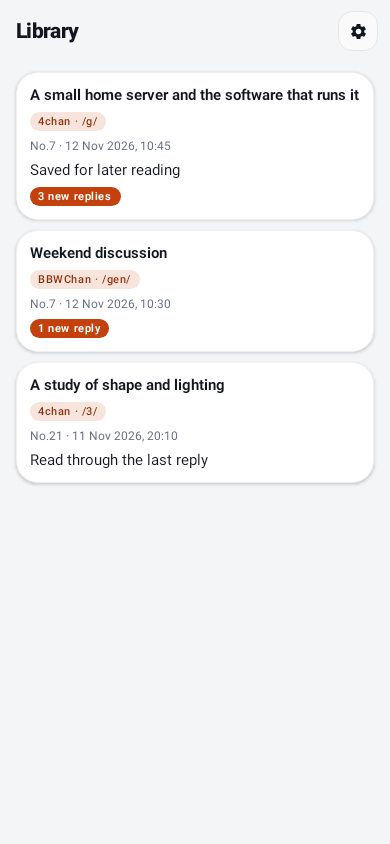 Library
A small home server and the software that runs it
4chan · /g/
No.7 · 12 Nov 2026, 10:45
Saved for later reading
3 new replies
Weekend discussion
BBWChan · /gen/
No.7 · 12 Nov 2026, 10:30
1 new reply
A study of shape and lighting
4chan · /3/
No.21 · 11 Nov 2026, 20:10
Read through the last reply